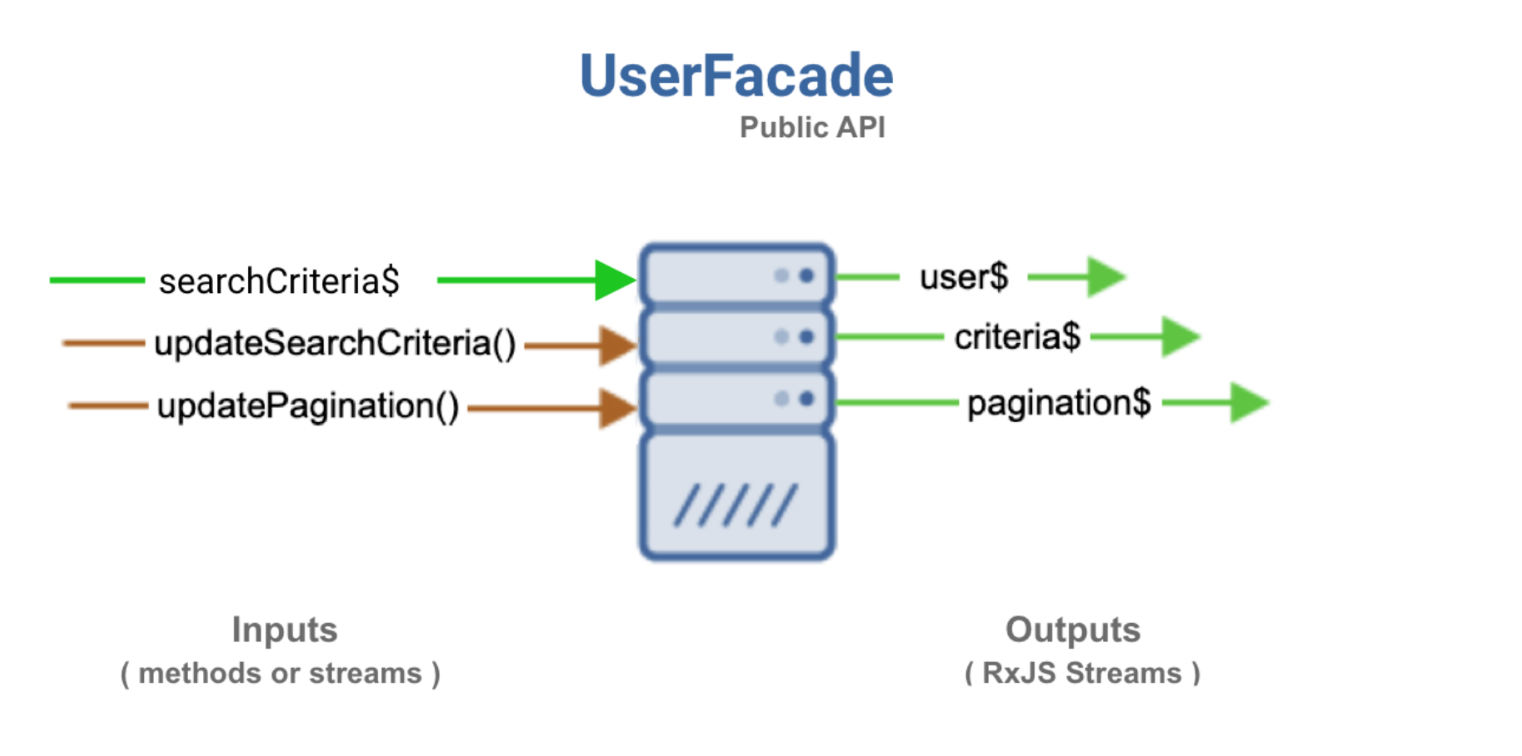 UserFacade
Public API
searchCriteria$
user$
updateSearchCriteria()
criteria$
updatePagination()
pagination$
Inputs
( methods or streams )
Outputs
( RxJS Streams )